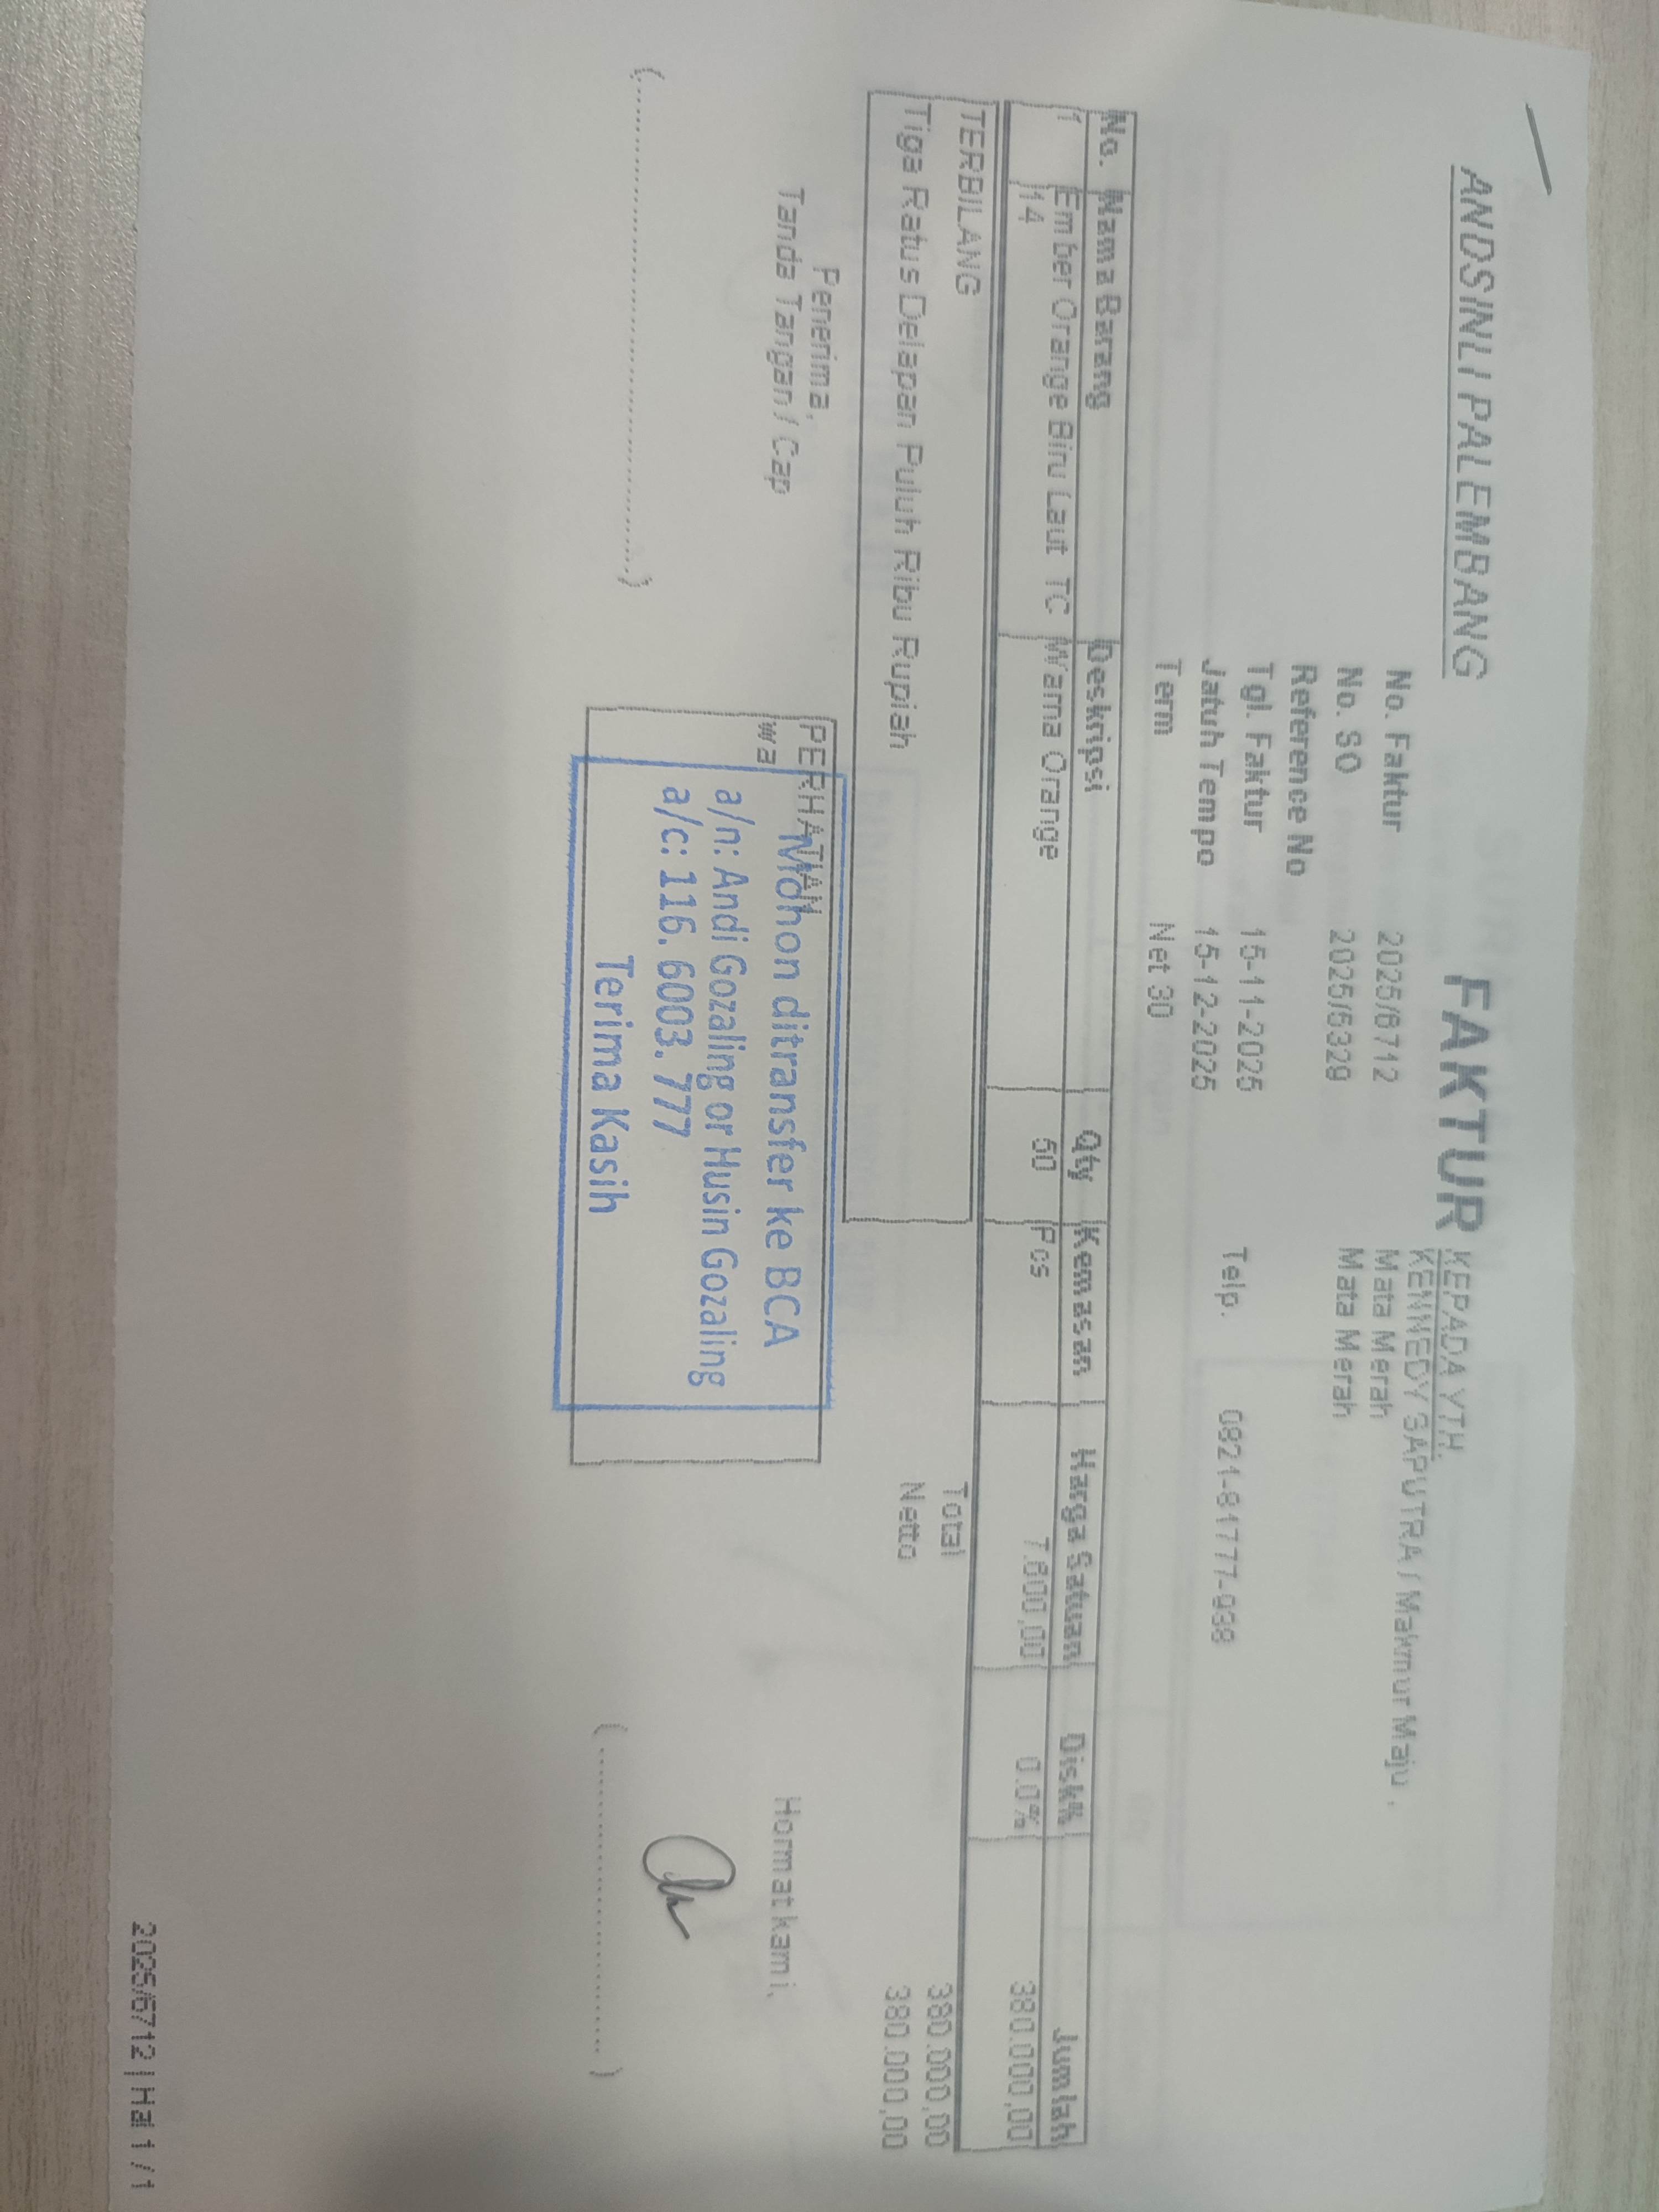 ANDSINLI PALEMBANG
FAKTUR
No. Faktur 2025/6712
No. SO 2025/6329
Reference No
Tgl. Faktur 15-11-2025
Jatuh Tempo 15-12-2025
Term Net 30
KEPADA YTH.
KENNEDY SAPUTRA / Makmur Maju ,
Mata Merah
Mata Merah
Telp. 0821-81777-938
No. Nama Barang Deskripsi Qty Kemasan Harga Satuan Disk% Jumlah
1 Ember Orange Biru Laut TC Warna Orange 50 Pcs 7.600,00 0.0% 380.000,00
14
TERBILANG
Tiga Ratus Delapan Puluh Ribu Rupiah
Total 380.000,00
Netto 380.000,00
Penerima,
Tanda Tangan / Cap
(....................)
PERHATIAN
wa
Mohon ditransfer ke BCA
a/n: Andi Gozaling or Husin Gozaling
a/c: 116. 6003. 777
Terima Kasih
Hormat kami,
(....................)
2025/6712 | Hal 1 / 1